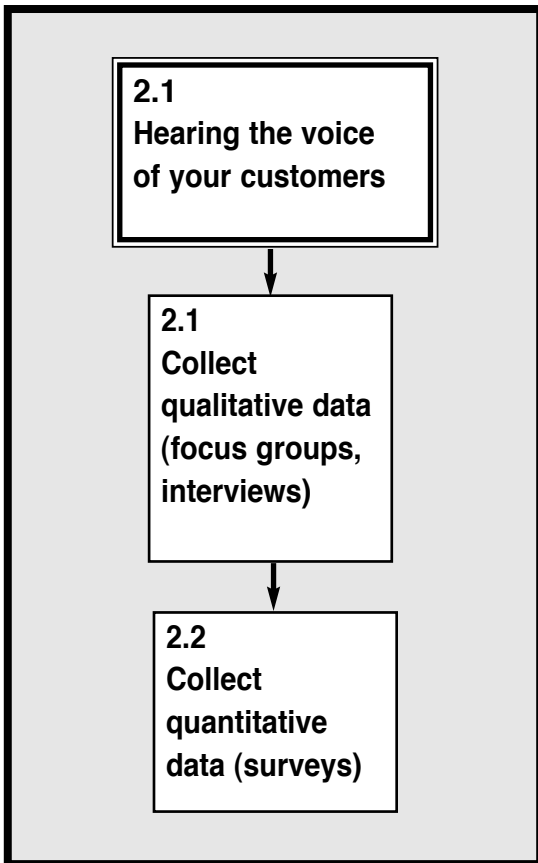 2.1
Hearing the voice
of your customers
2.1
Collect
qualitative data
(focus groups,
interviews)
2.2
Collect
quantitative
data (surveys)